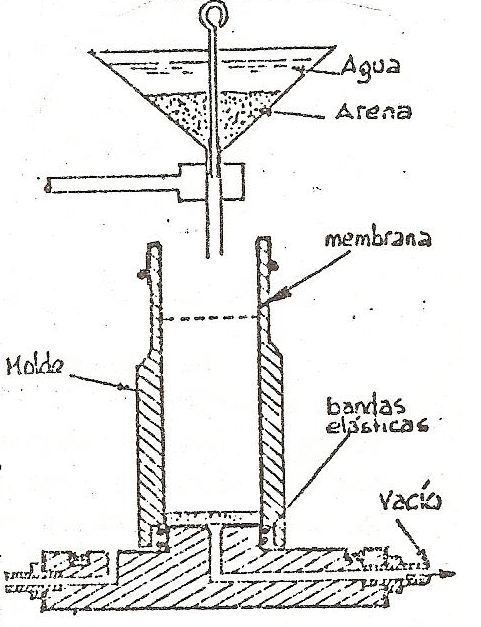 Agua
Arena
membrana
Molde
bandas
elásticas
Vacío